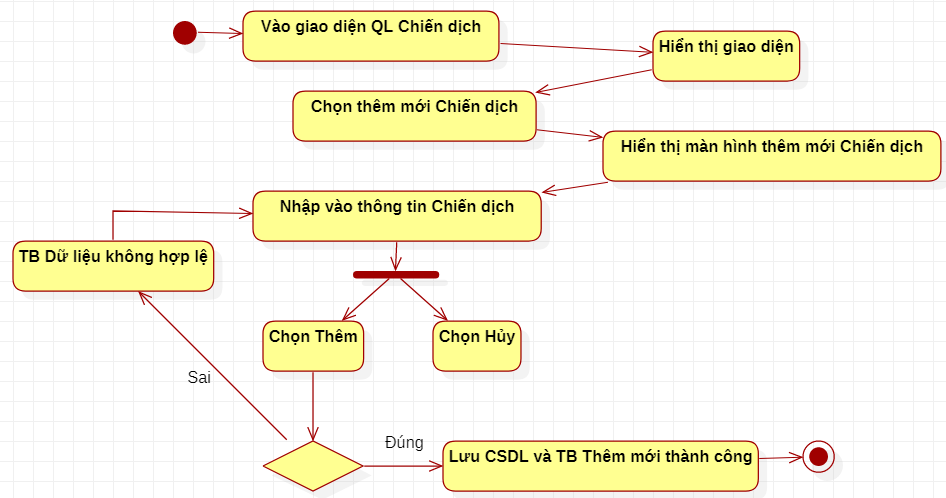 Vào giao diện QL Chiến dịch
Hiển thị giao diện
Chọn thêm mới Chiến dịch
Hiển thị màn hình thêm mới Chiến dịch
Nhập vào thông tin Chiến dịch
TB Dữ liệu không hợp lệ
Chọn Thêm
Chọn Hủy
Sai
Đúng
Lưu CSDL và TB Thêm mới thành công